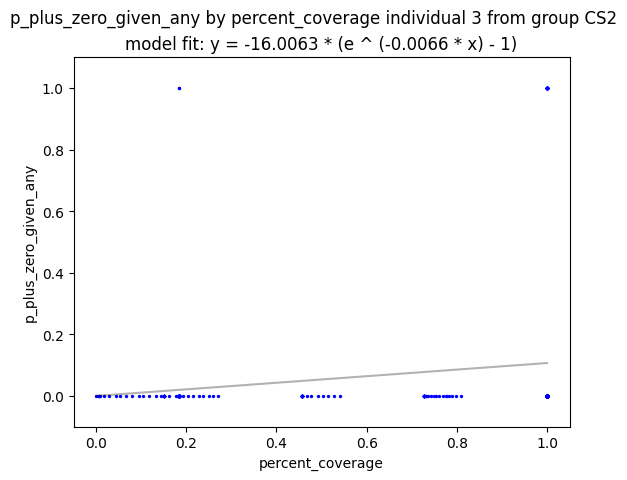 p_plus_zero_given_any by percent_coverage individual 3 from group CS2
model fit: y = -16.0063 * (e ^ (-0.0066 * x) - 1)
1.0
0.8
0.6
0.4
0.2
0.0
p_plus_zero_given_any
0.0 0.2 0.4 0.6 0.8 1.0
percent_coverage